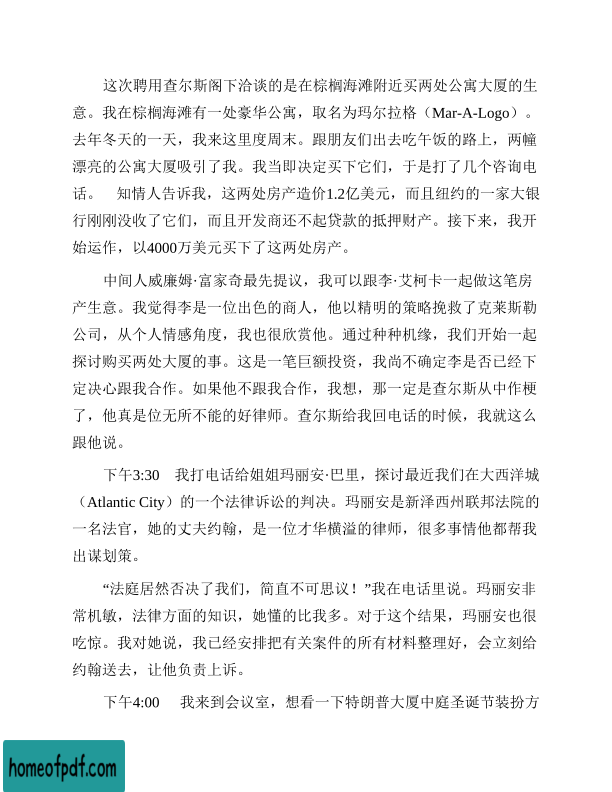 这次聘用查尔斯阁下洽谈的是在棕榈海滩附近买两处公寓大厦的生
意。我在棕榈海滩有一处豪华公寓，取名为玛尔拉格（Mar-A-Logo）。
去年冬天的一天，我来这里度周末。跟朋友们出去吃午饭的路上，两幢
漂亮的公寓大厦吸引了我。我当即决定买下它们，于是打了几个咨询电
话。 知情人告诉我，这两处房产造价1.2亿美元，而且纽约的一家大银
行刚刚没收了它们，而且开发商还不起贷款的抵押财产。接下来，我开
始运作，以4000万美元买下了这两处房产。
中间人威廉姆·富家奇最先提议，我可以跟李·艾柯卡一起做这笔房
产生意。我觉得李是一位出色的商人，他以精明的策略挽救了克莱斯勒
公司，从个人情感角度，我也很欣赏他。通过种种机缘，我们开始一起
探讨购买两处大厦的事。这是一笔巨额投资，我尚不确定李是否已经下
定决心跟我合作。如果他不跟我合作，我想，那一定是查尔斯从中作梗
了，他真是位无所不能的好律师。查尔斯给我回电话的时候，我就这么
跟他说。
下午3:30 我打电话给姐姐玛丽安·巴里，探讨最近我们在大西洋城
（Atlantic City）的一个法律诉讼的判决。玛丽安是新泽西州联邦法院的
一名法官，她的丈夫约翰，是一位才华横溢的律师，很多事情他都帮我
出谋划策。
“法庭居然否决了我们，简直不可思议！”我在电话里说。玛丽安非
常机敏，法律方面的知识，她懂的比我多。对于这个结果，玛丽安也很
吃惊。我对她说，我已经安排把有关案件的所有材料整理好，会立刻给
约翰送去，让他负责上诉。
下午4:00 我来到会议室，想看一下特朗普大厦中庭圣诞节装扮方
homeofpdf.com